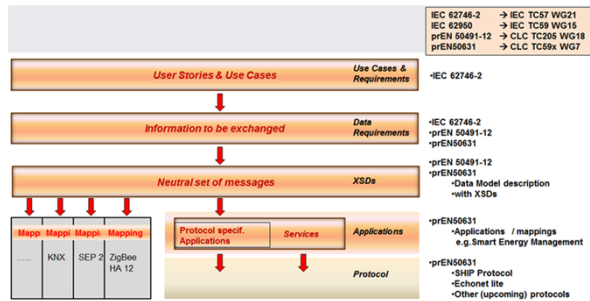 IEC 62746-2 → IEC TC57 WG21
IEC 62950 → IEC TC59 WG15
prEN 50491-12 → CLC TC205 WG18
prEN50631 → CLC TC59x WG7
User Stories & Use Cases
Use Cases &
Requirements
•IEC 62746-2
Information to be exchanged
Data
Requirements
•IEC 62746-2
•prEN 50491-12
•prEN50631
Neutral set of messages
XSDs
•prEN 50491-12
•prEN50631
•Data Model description
•with XSDs
Mapp
Mappi
Mappi
Mapping
.....
KNX
SEP 2
ZigBee
HA 12
Protocol specif.
Applications
Services
Applications
•prEN50631
•Applications / mappings
e.g.Smart Energy Management
Protocol
•prEN50631
•SHIP Protocol
•Echonet lite
•Other (upcoming) protocols